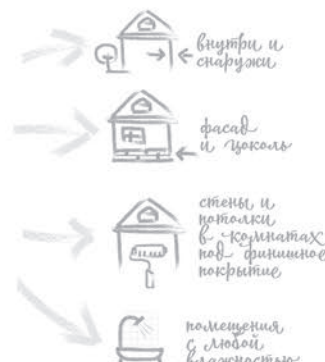 внутри и
снаружи
фасад
и цоколь
стены и
потолки
в комнатах
под финишное
покрытие
помещения
с любой
влажностью